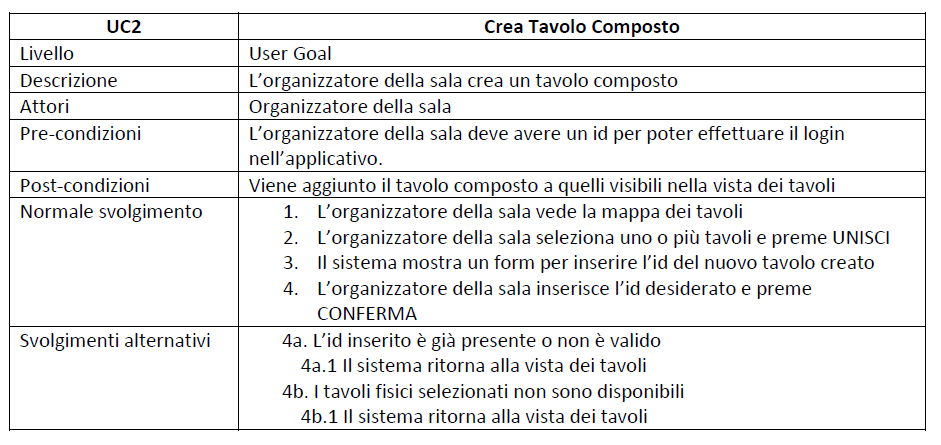 UC2 Crea Tavolo Composto
Livello User Goal
Descrizione L'organizzatore della sala crea un tavolo composto
Attori Organizzatore della sala
Pre-condizioni L'organizzatore della sala deve avere un id per poter effettuare il login
nell'applicativo.
Post-condizioni Viene aggiunto il tavolo composto a quelli visibili nella vista dei tavoli
Normale svolgimento 1. L'organizzatore della sala vede la mappa dei tavoli
2. L'organizzatore della sala seleziona uno o più tavoli e preme UNISCI
3. Il sistema mostra un form per inserire l'id del nuovo tavolo creato
4. L'organizzatore della sala inserisce l'id desiderato e preme
CONFERMA
Svolgimenti alternativi 4a. L'id inserito è già presente o non è valido
4a.1 Il sistema ritorna alla vista dei tavoli
4b. I tavoli fisici selezionati non sono disponibili
4b.1 Il sistema ritorna alla vista dei tavoli